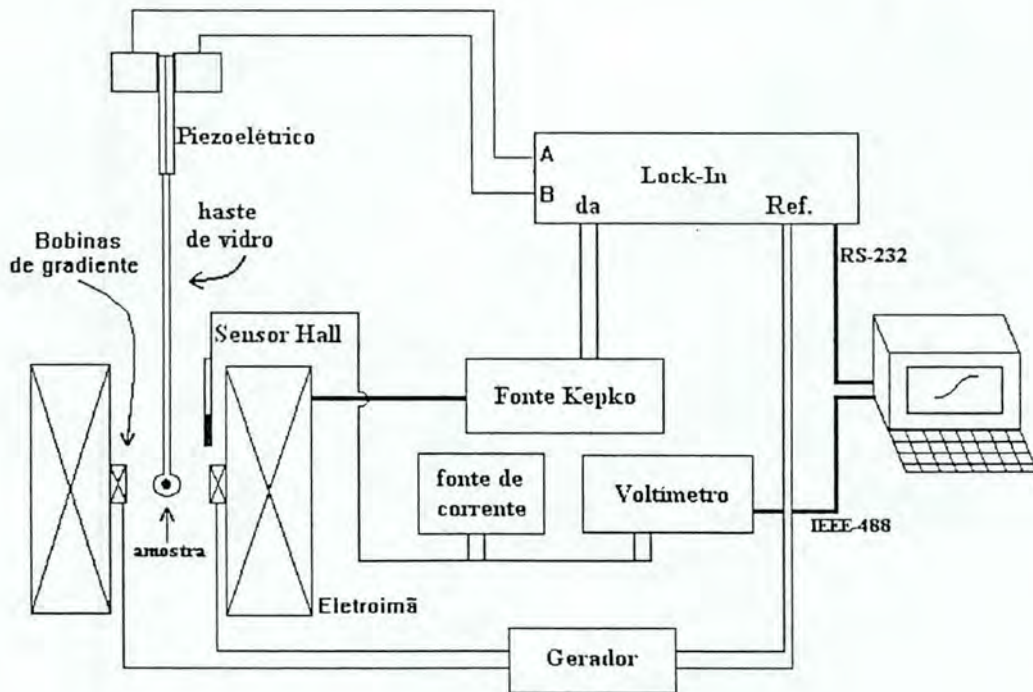 Piezoelétrico
A
B
Lock-In
da
Ref.
haste
de vidro
Bobinas
de gradiente
RS-232
Sensor Hall
Fonte Kepko
fonte de
corrente
Voltímetro
IEEE-488
amostra
Eletroimã
Gerador